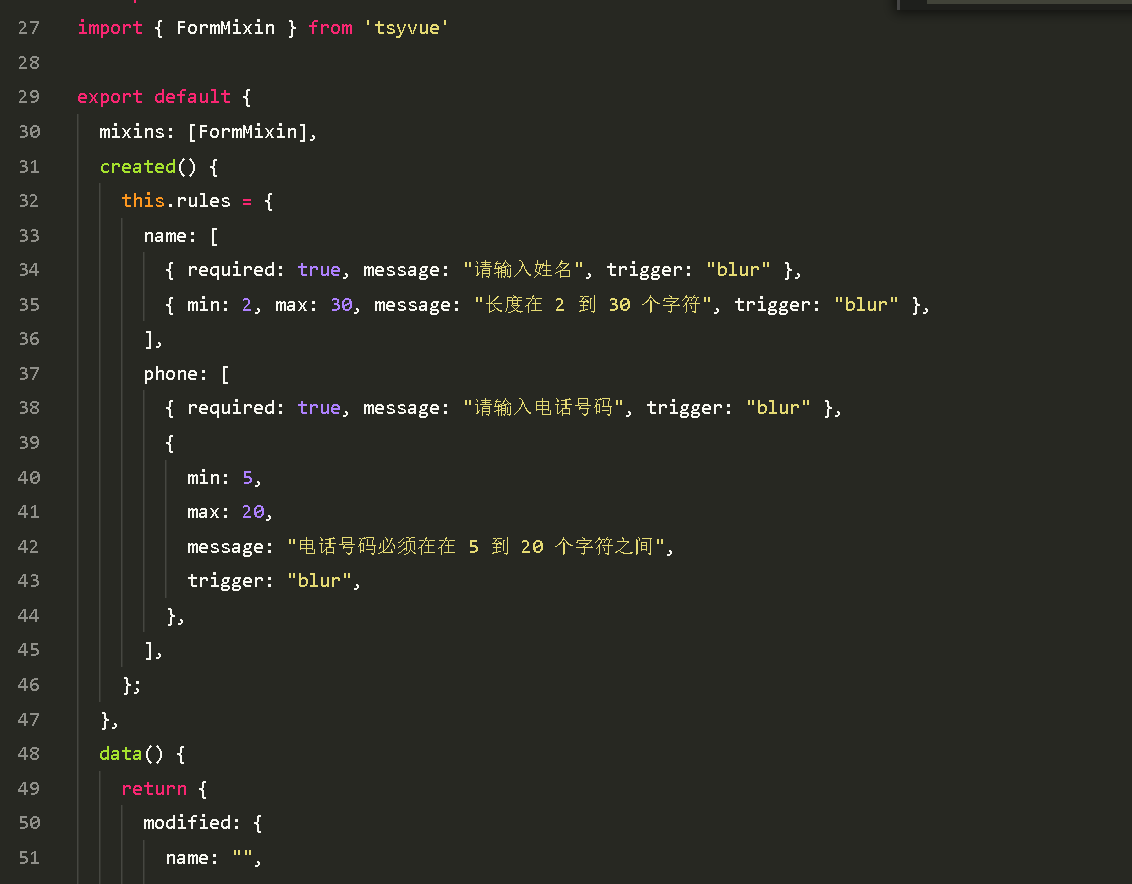 27 import { FormMixin } from 'tsyvue'
28
29 export default {
30 mixins: [FormMixin],
31 created() {
32 this.rules = {
33 name: [
34 { required: true, message: "请输入姓名", trigger: "blur" },
35 { min: 2, max: 30, message: "长度在 2 到 30 个字符", trigger: "blur" },
36 ],
37 phone: [
38 { required: true, message: "请输入电话号码", trigger: "blur" },
39 {
40 min: 5,
41 max: 20,
42 message: "电话号码必须在在 5 到 20 个字符之间",
43 trigger: "blur",
44 },
45 ],
46 };
47 },
48 data() {
49 return {
50 modified: {
51 name: "",